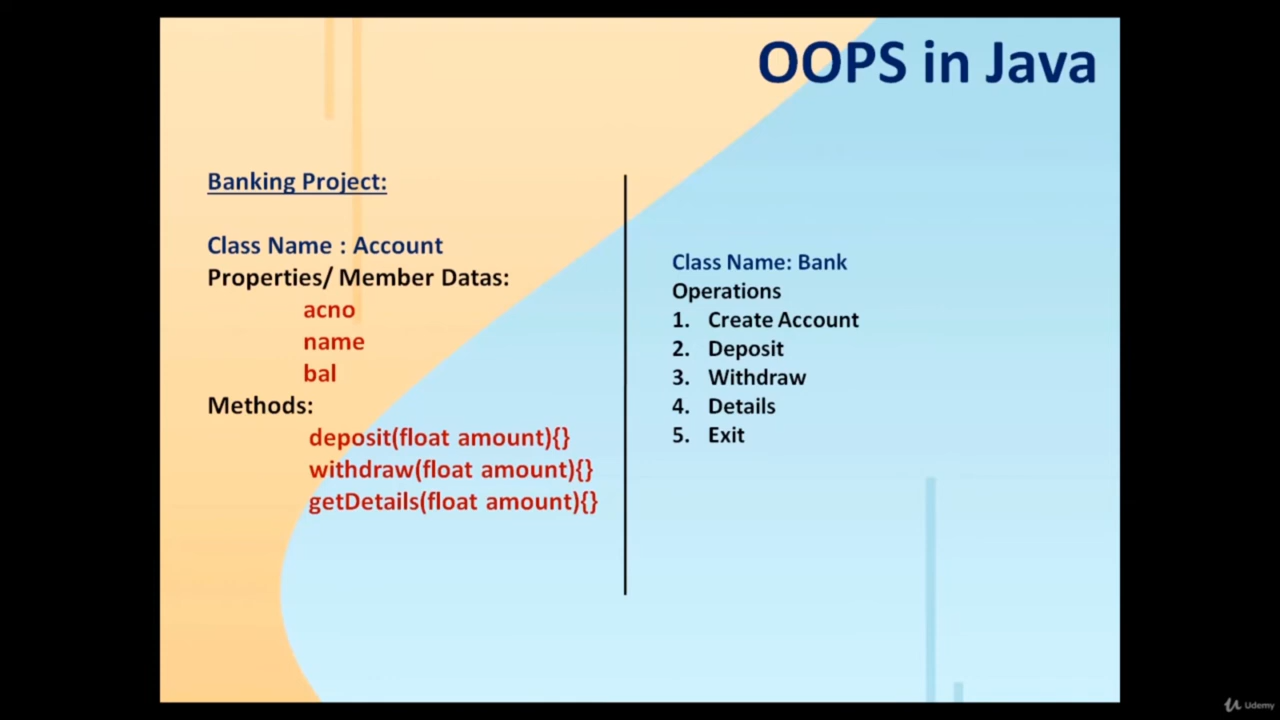 OOPS in Java
Banking Project:
Class Name : Account
Properties/ Member Datas:
acno
name
bal
Methods:
deposit(float amount){}
withdraw(float amount){}
getDetails(float amount){}
Class Name: Bank
Operations
1. Create Account
2. Deposit
3. Withdraw
4. Details
5. Exit
Udemy